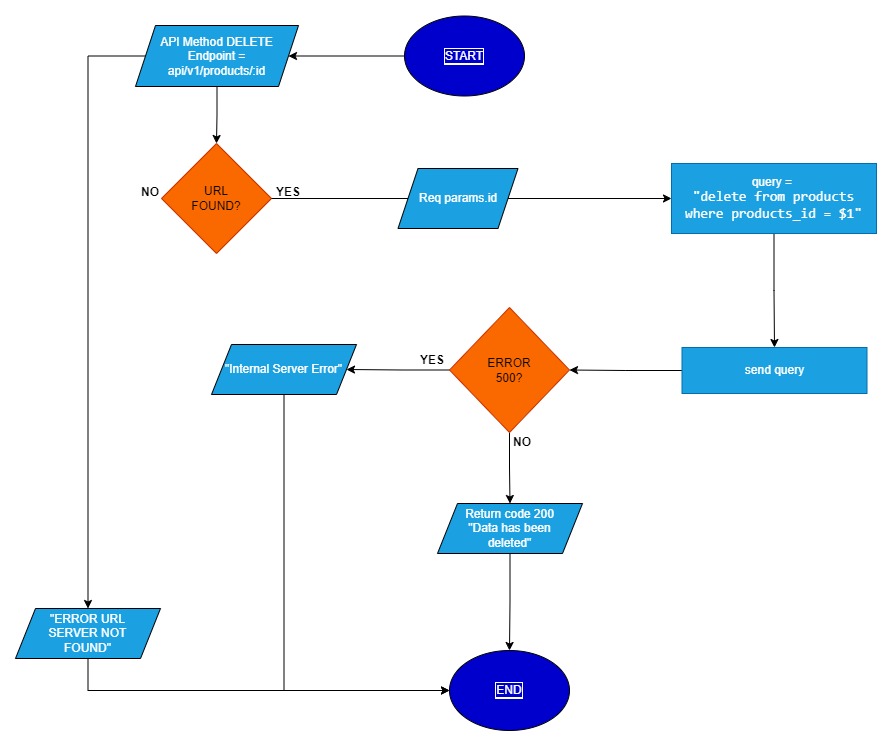 START
API Method DELETE
Endpoint =
api/v1/products/:id
NO
URL
FOUND?
YES
Req params.id
query =
"delete from products
where products_id = $1"
send query
ERROR
500?
YES
"Internal Server Error"
NO
Return code 200
"Data has been
deleted"
"ERROR URL
SERVER NOT
FOUND"
END